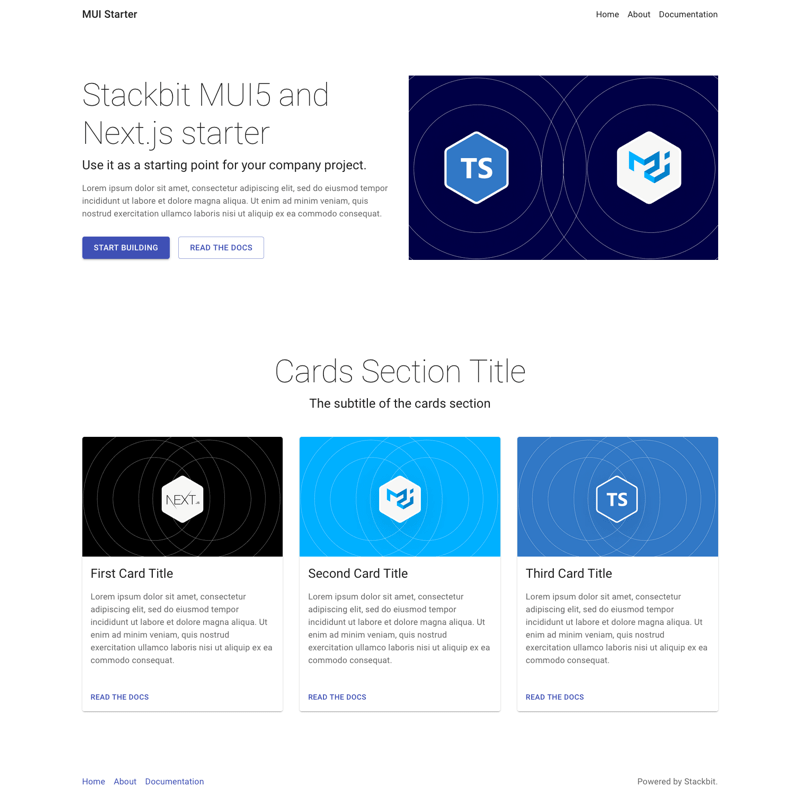 MUI Starter
Home About Documentation
Stackbit MUI5 and
Next.js starter
Use it as a starting point for your company project.
Lorem ipsum dolor sit amet, consectetur adipiscing elit, sed do eiusmod tempor
incididunt ut labore et dolore magna aliqua. Ut enim ad minim veniam, quis
nostrud exercitation ullamco laboris nisi ut aliquip ex ea commodo consequat.
START BUILDING READ THE DOCS
TS
Cards Section Title
The subtitle of the cards section
NEXT.js
TS
First Card Title
Lorem ipsum dolor sit amet, consectetur
adipiscing elit, sed do eiusmod tempor
incididunt ut labore et dolore magna aliqua. Ut
enim ad minim veniam, quis nostrud
exercitation ullamco laboris nisi ut aliquip ex ea
commodo consequat.
READ THE DOCS
Second Card Title
Lorem ipsum dolor sit amet, consectetur
adipiscing elit, sed do eiusmod tempor
incididunt ut labore et dolore magna aliqua. Ut
enim ad minim veniam, quis nostrud
exercitation ullamco laboris nisi ut aliquip ex ea
commodo consequat.
READ THE DOCS
Third Card Title
Lorem ipsum dolor sit amet, consectetur
adipiscing elit, sed do eiusmod tempor
incididunt ut labore et dolore magna aliqua. Ut
enim ad minim veniam, quis nostrud
exercitation ullamco laboris nisi ut aliquip ex ea
commodo consequat.
READ THE DOCS
Home About Documentation
Powered by Stackbit.